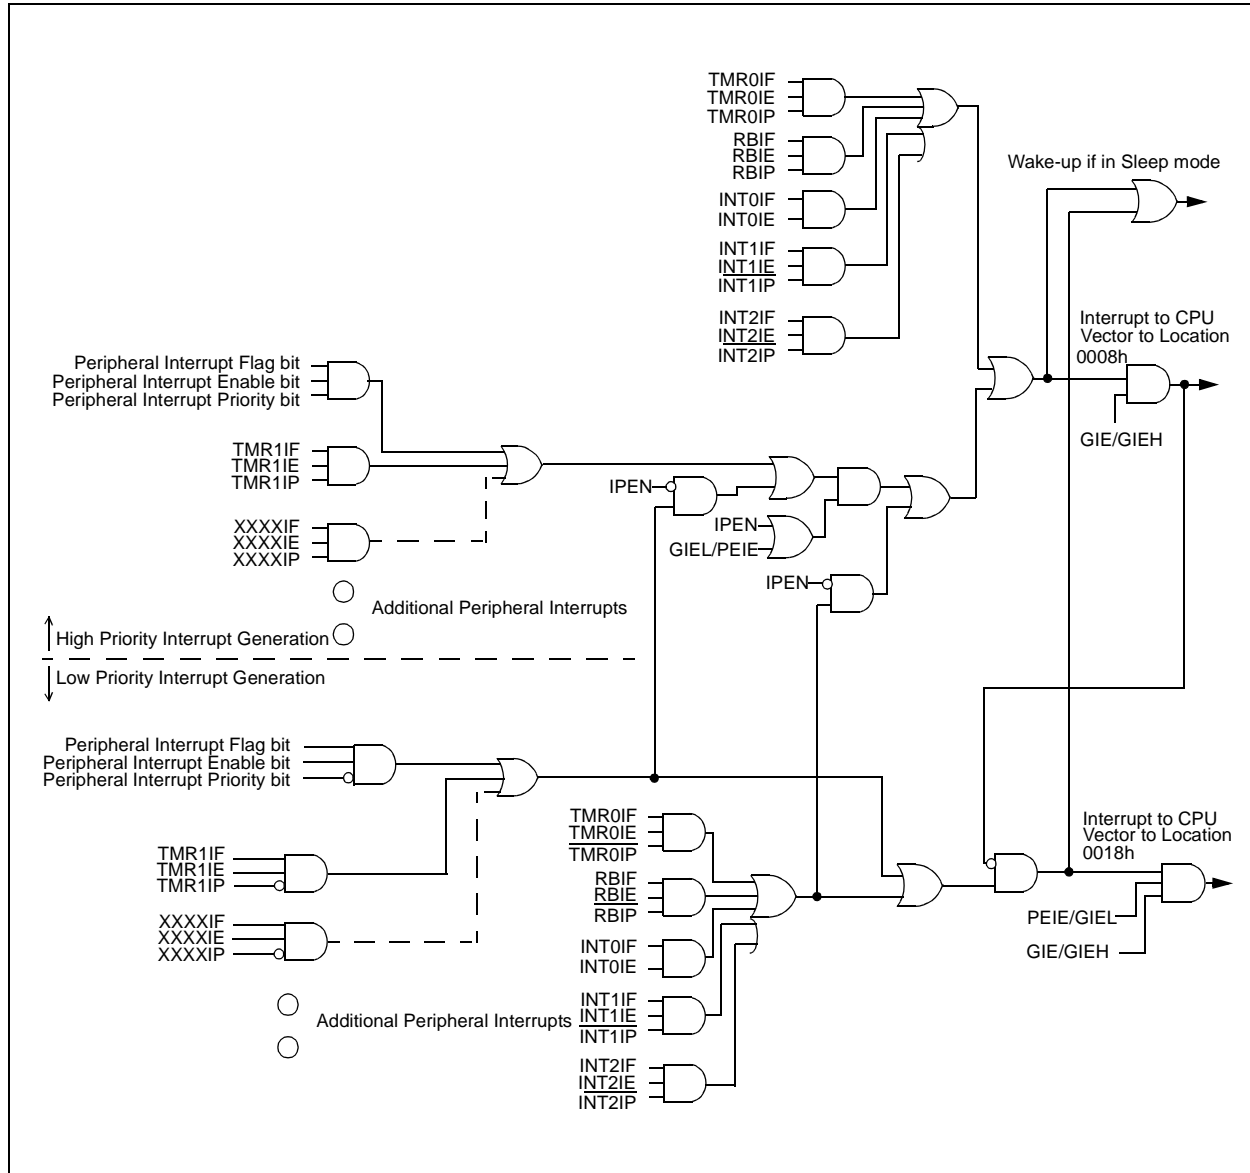 TMR0IF
TMR0IE
TMR0IP
RBIF
RBIE
RBIP
INT0IF
INT0IE
INT1IF
INT1IE
INT1IP
INT2IF
INT2IE
INT2IP
Wake-up if in Sleep mode
Interrupt to CPU
Vector to Location
0008h
GIE/GIEH
Peripheral Interrupt Flag bit
Peripheral Interrupt Enable bit
Peripheral Interrupt Priority bit
TMR1IF
TMR1IE
TMR1IP
XXXXIF
XXXXIE
XXXXIP
IPEN
IPEN
GIEL/PEIE
IPEN
Additional Peripheral Interrupts
High Priority Interrupt Generation
Low Priority Interrupt Generation
Peripheral Interrupt Flag bit
Peripheral Interrupt Enable bit
Peripheral Interrupt Priority bit
TMR1IF
TMR1IE
TMR1IP
XXXXIF
XXXXIE
XXXXIP
Additional Peripheral Interrupts
TMR0IF
TMR0IE
TMR0IP
RBIF
RBIE
RBIP
INT0IF
INT0IE
INT1IF
INT1IE
INT1IP
INT2IF
INT2IE
INT2IP
Interrupt to CPU
Vector to Location
0018h
PEIE/GIEL
GIE/GIEH